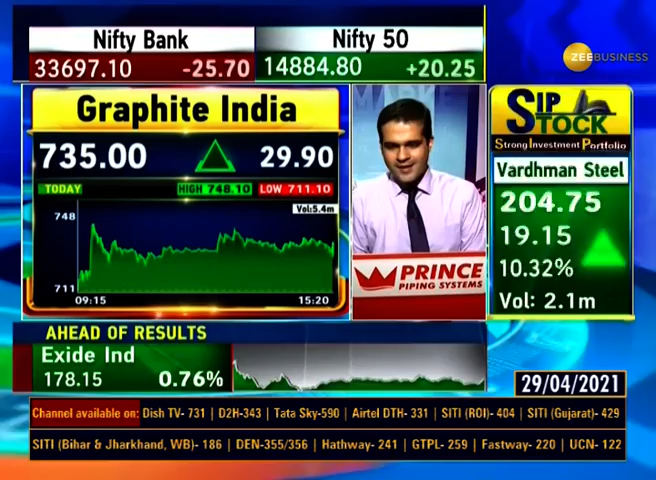 Nifty Bank
33697.10 -25.70
Nifty 50
14884.80 +20.25
ZEEBUSINESS
Graphite India
735.00 29.90
TODAY HIGH 748.10 LOW 711.10
Vol:5.4m
748
711
09:15 15:20
PRINCE
PIPING SYSTEMS
SIP
STOCK
Strong Investment Portfolio
Vardhman Steel
204.75
19.15
10.32%
Vol: 2.1m
AHEAD OF RESULTS
Exide Ind
178.15 0.76%
29/04/2021
Channel available on: Dish TV- 731 | D2H-343 | Tata Sky-590 | Airtel DTH- 331 | SITI (ROI)- 404 | SITI (Gujarat)- 429
SITI (Bihar & Jharkhand, WB)- 186 | DEN-355/356 | Hathway- 241 | GTPL- 259 | Fastway- 220 | UCN- 122